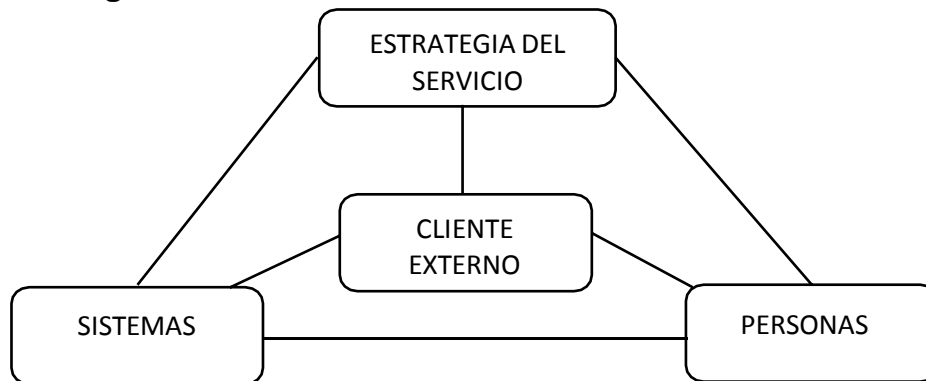 ESTRATEGIA DEL
SERVICIO
CLIENTE
EXTERNO
SISTEMAS
PERSONAS